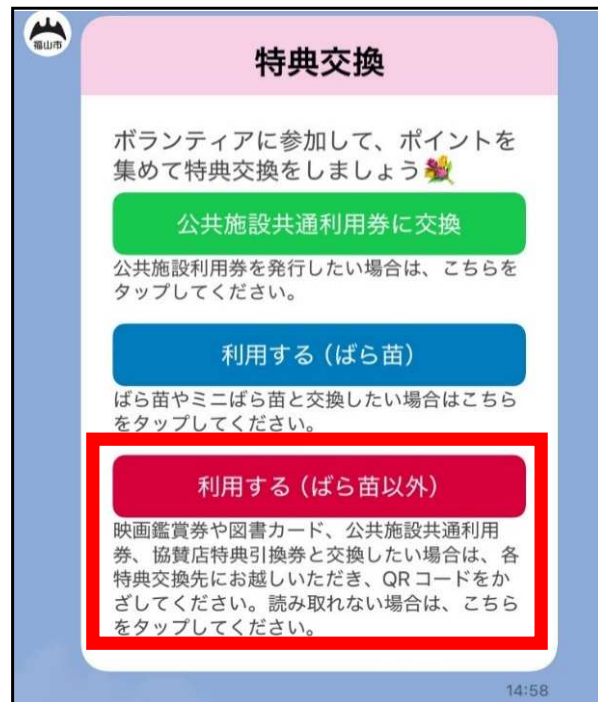 福山市
特典交換
ボランティアに参加して、ポイントを
集めて特典交換をしましょう💐
公共施設共通利用券に交換
公共施設利用券を発行したい場合は、こちらを
タップしてください。
利用する（ばら苗）
ばら苗やミニばら苗と交換したい場合はこちら
をタップしてください。
利用する（ばら苗以外）
映画鑑賞券や図書カード、公共施設共通利用
券、協賛店特典引換券と交換したい場合は、各
特典交換先にお越しいただき、QRコードをか
ざしてください。読み取れない場合は、こちら
をタップしてください。
14:58